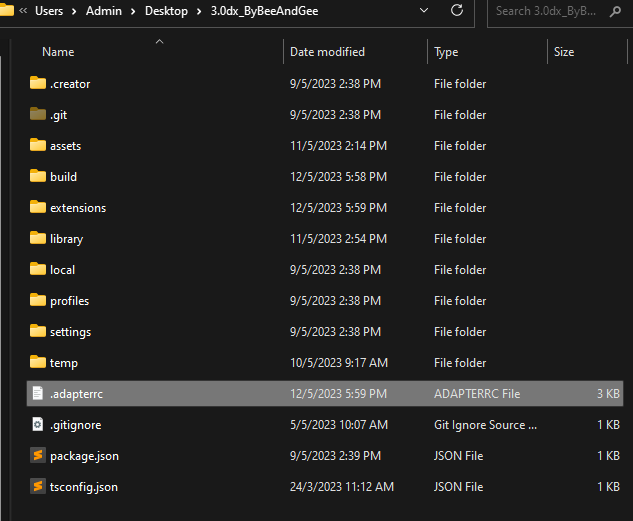 « Users > Admin > Desktop > 3.0dx_ByBeeAndGee
Search 3.0dx_ByB...
Name Date modified Type Size
.creator 9/5/2023 2:38 PM File folder
.git 9/5/2023 2:38 PM File folder
assets 11/5/2023 2:14 PM File folder
build 12/5/2023 5:58 PM File folder
extensions 12/5/2023 5:59 PM File folder
library 11/5/2023 2:54 PM File folder
local 9/5/2023 2:38 PM File folder
profiles 9/5/2023 2:38 PM File folder
settings 9/5/2023 2:38 PM File folder
temp 10/5/2023 9:17 AM File folder
.adapterrc 12/5/2023 5:59 PM ADAPTERRC File 3 KB
.gitignore 5/5/2023 10:07 AM Git Ignore Source ... 1 KB
package.json 9/5/2023 2:39 PM JSON File 1 KB
tsconfig.json 24/3/2023 11:12 AM JSON File 1 KB